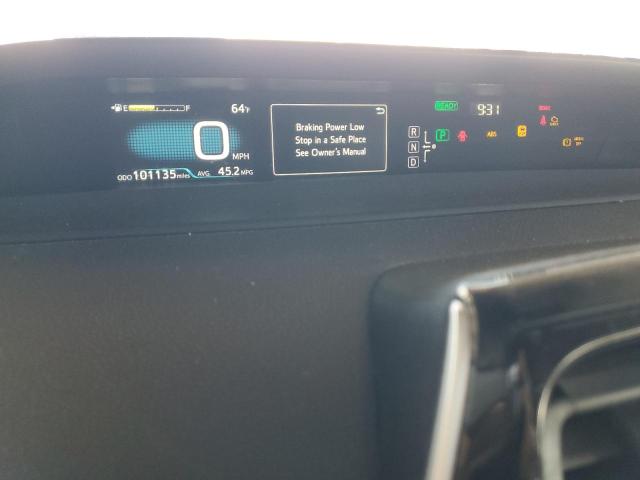 E F 64°F
0 MPH
ODO 101135 miles AVG 45.2 MPG
Braking Power Low
Stop in a Safe Place
See Owner's Manual
READY 9:31
R
N
D
P
ABS
BRAKE